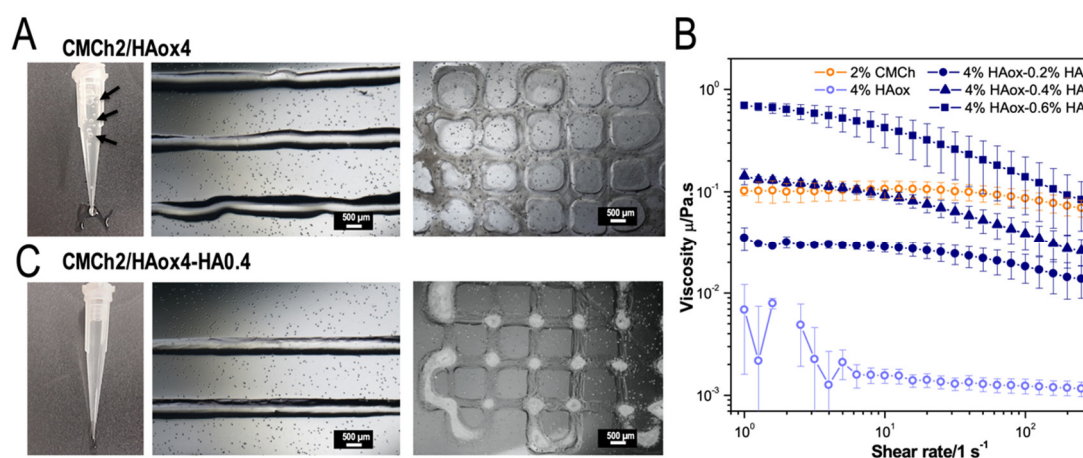 A
CMCh2/HAox4
500 µm
500 µm
C
CMCh2/HAox4-HA0.4
500 µm
500 µm
B
2% CMCh
4% HAox
4% HAox-0.2% HA
4% HAox-0.4% HA
4% HAox-0.6% HA
Viscosity µ/Pa.s
10⁰
10⁻¹
10⁻²
10⁻³
10⁰
10¹
10²
Shear rate/1 s⁻¹